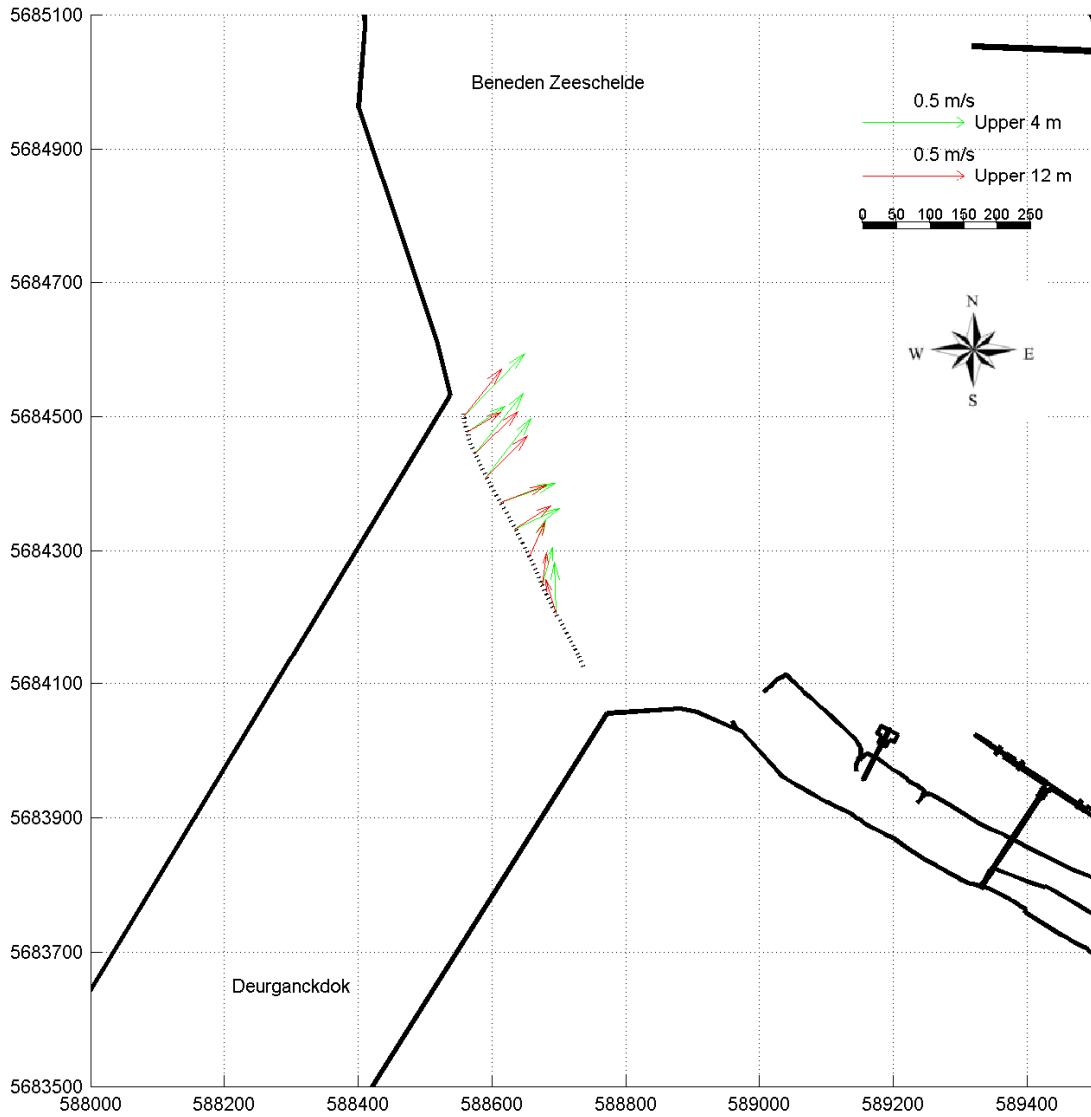 5685100
Beneden Zeeschelde
0.5 m/s
Upper 4 m
5684900
0.5 m/s
Upper 12 m
0 50 100 150 200 250
5684700
N
W E
S
5684500
5684300
5684100
5683900
5683700
Deurganckdok
5683500
588000 588200 588400 588600 588800 589000 589200 589400